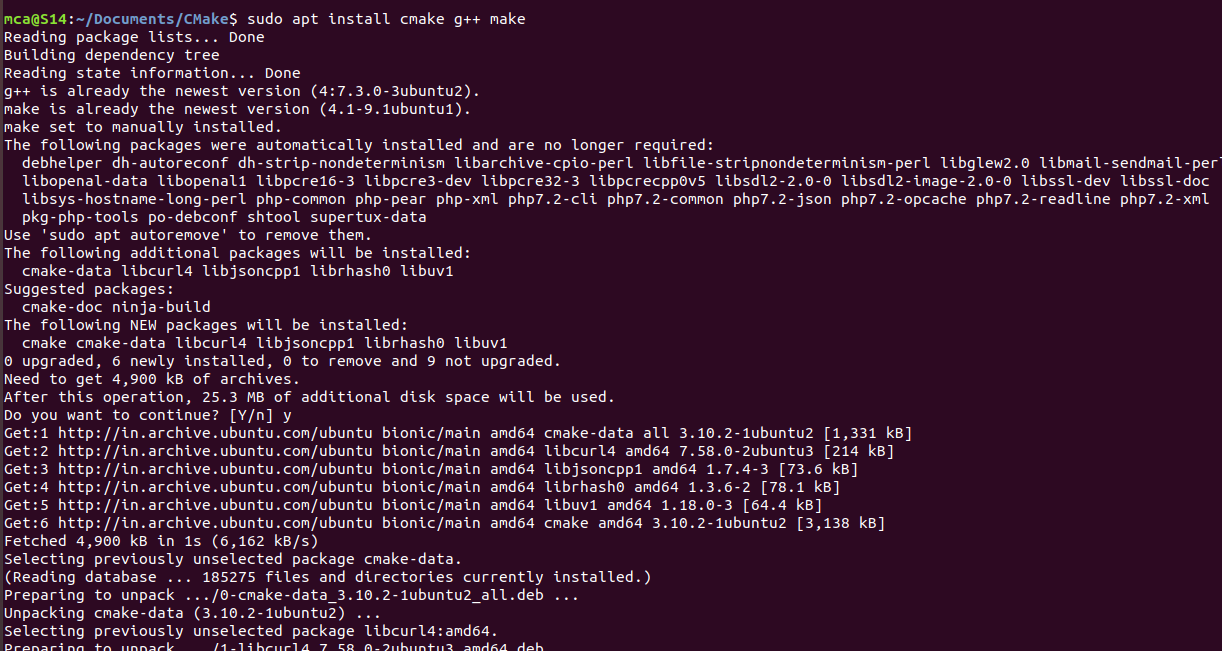 mca@S14:~/Documents/CMake$ sudo apt install cmake g++ make
Reading package lists... Done
Building dependency tree
Reading state information... Done
g++ is already the newest version (4:7.3.0-3ubuntu2).
make is already the newest version (4.1-9.1ubuntu1).
make set to manually installed.
The following packages were automatically installed and are no longer required:
  debhelper dh-autoreconf dh-strip-nondeterminism libarchive-cpio-perl libfile-stripnondeterminism-perl libglew2.0 libmail-sendmail-perl
  libopenal-data libopenal1 libpcre16-3 libpcre3-dev libpcre32-3 libpcrecpp0v5 libsdl2-2.0-0 libsdl2-image-2.0-0 libssl-dev libssl-doc
  libsys-hostname-long-perl php-common php-pear php-xml php7.2-cli php7.2-common php7.2-json php7.2-opcache php7.2-readline php7.2-xml
  pkg-php-tools po-debconf shtool supertux-data
Use 'sudo apt autoremove' to remove them.
The following additional packages will be installed:
  cmake-data libcurl4 libjsoncpp1 librhash0 libuv1
Suggested packages:
  cmake-doc ninja-build
The following NEW packages will be installed:
  cmake cmake-data libcurl4 libjsoncpp1 librhash0 libuv1
0 upgraded, 6 newly installed, 0 to remove and 9 not upgraded.
Need to get 4,900 kB of archives.
After this operation, 25.3 MB of additional disk space will be used.
Do you want to continue? [Y/n] y
Get:1 http://in.archive.ubuntu.com/ubuntu bionic/main amd64 cmake-data all 3.10.2-1ubuntu2 [1,331 kB]
Get:2 http://in.archive.ubuntu.com/ubuntu bionic/main amd64 libcurl4 amd64 7.58.0-2ubuntu3 [214 kB]
Get:3 http://in.archive.ubuntu.com/ubuntu bionic/main amd64 libjsoncpp1 amd64 1.7.4-3 [73.6 kB]
Get:4 http://in.archive.ubuntu.com/ubuntu bionic/main amd64 librhash0 amd64 1.3.6-2 [78.1 kB]
Get:5 http://in.archive.ubuntu.com/ubuntu bionic/main amd64 libuv1 amd64 1.18.0-3 [64.4 kB]
Get:6 http://in.archive.ubuntu.com/ubuntu bionic/main amd64 cmake amd64 3.10.2-1ubuntu2 [3,138 kB]
Fetched 4,900 kB in 1s (6,162 kB/s)
Selecting previously unselected package cmake-data.
(Reading database ... 185275 files and directories currently installed.)
Preparing to unpack .../0-cmake-data_3.10.2-1ubuntu2_all.deb ...
Unpacking cmake-data (3.10.2-1ubuntu2) ...
Selecting previously unselected package libcurl4:amd64.
Preparing to unpack .../1-libcurl4_7.58.0-2ubuntu3_amd64.deb